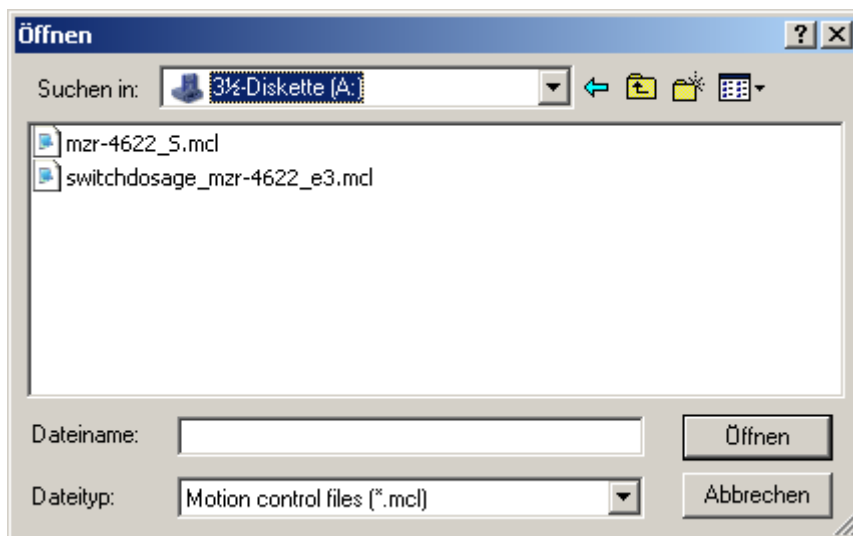 Öffnen
Suchen in: 3½-Diskette (A:)
mzr-4622_S.mcl
switchdosage_mzr-4622_e3.mcl
Dateiname: Öffnen
Dateityp: Motion control files (*.mcl) Abbrechen